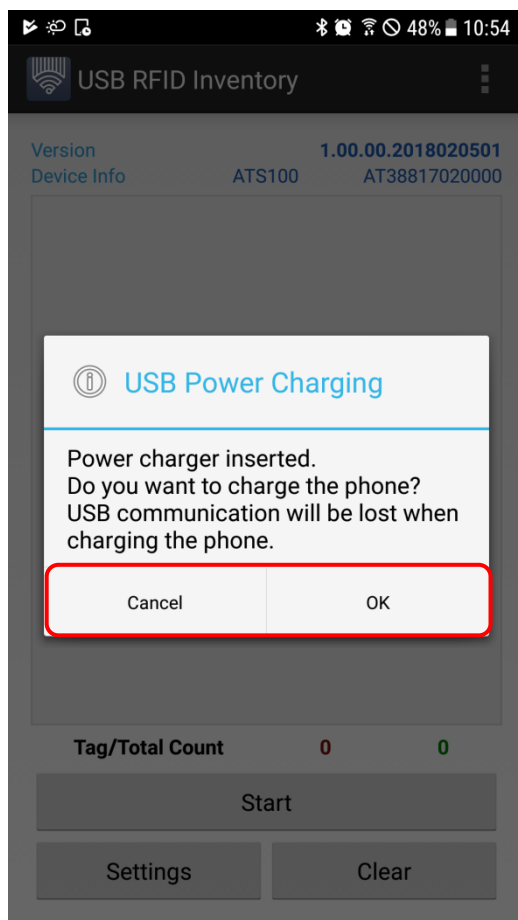 48% 10:54
USB RFID Inventory
Version 1.00.00.2018020501
Device Info ATS100 AT38817020000
USB Power Charging
Power charger inserted.
Do you want to charge the phone?
USB communication will be lost when
charging the phone.
Cancel OK
Tag/Total Count 0 0
Start
Settings Clear